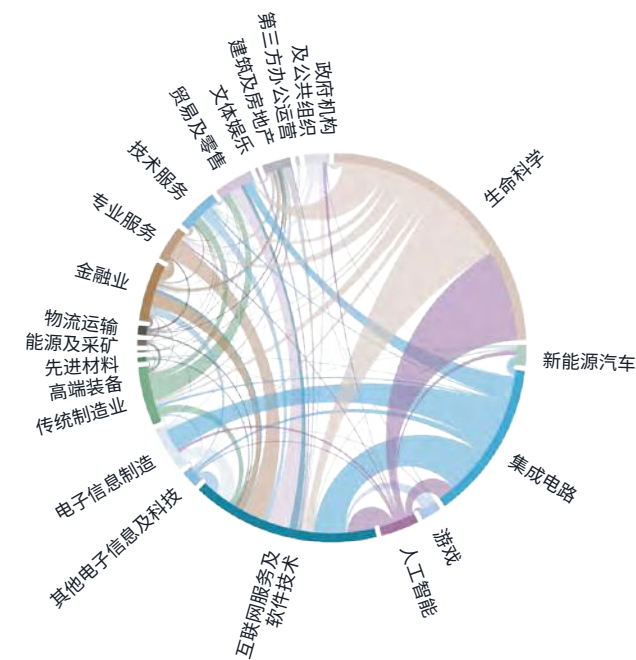 政府机构
及公共组织
第三方办公运营
建筑及房地产
文体娱乐
贸易及零售
技术服务
专业服务
金融业
物流运输
能源及采矿
先进材料
高端装备
传统制造业
电子信息制造
其他电子信息及科技
互联网服务及
软件技术
人工智能
游戏
集成电路
新能源汽车
生命科学